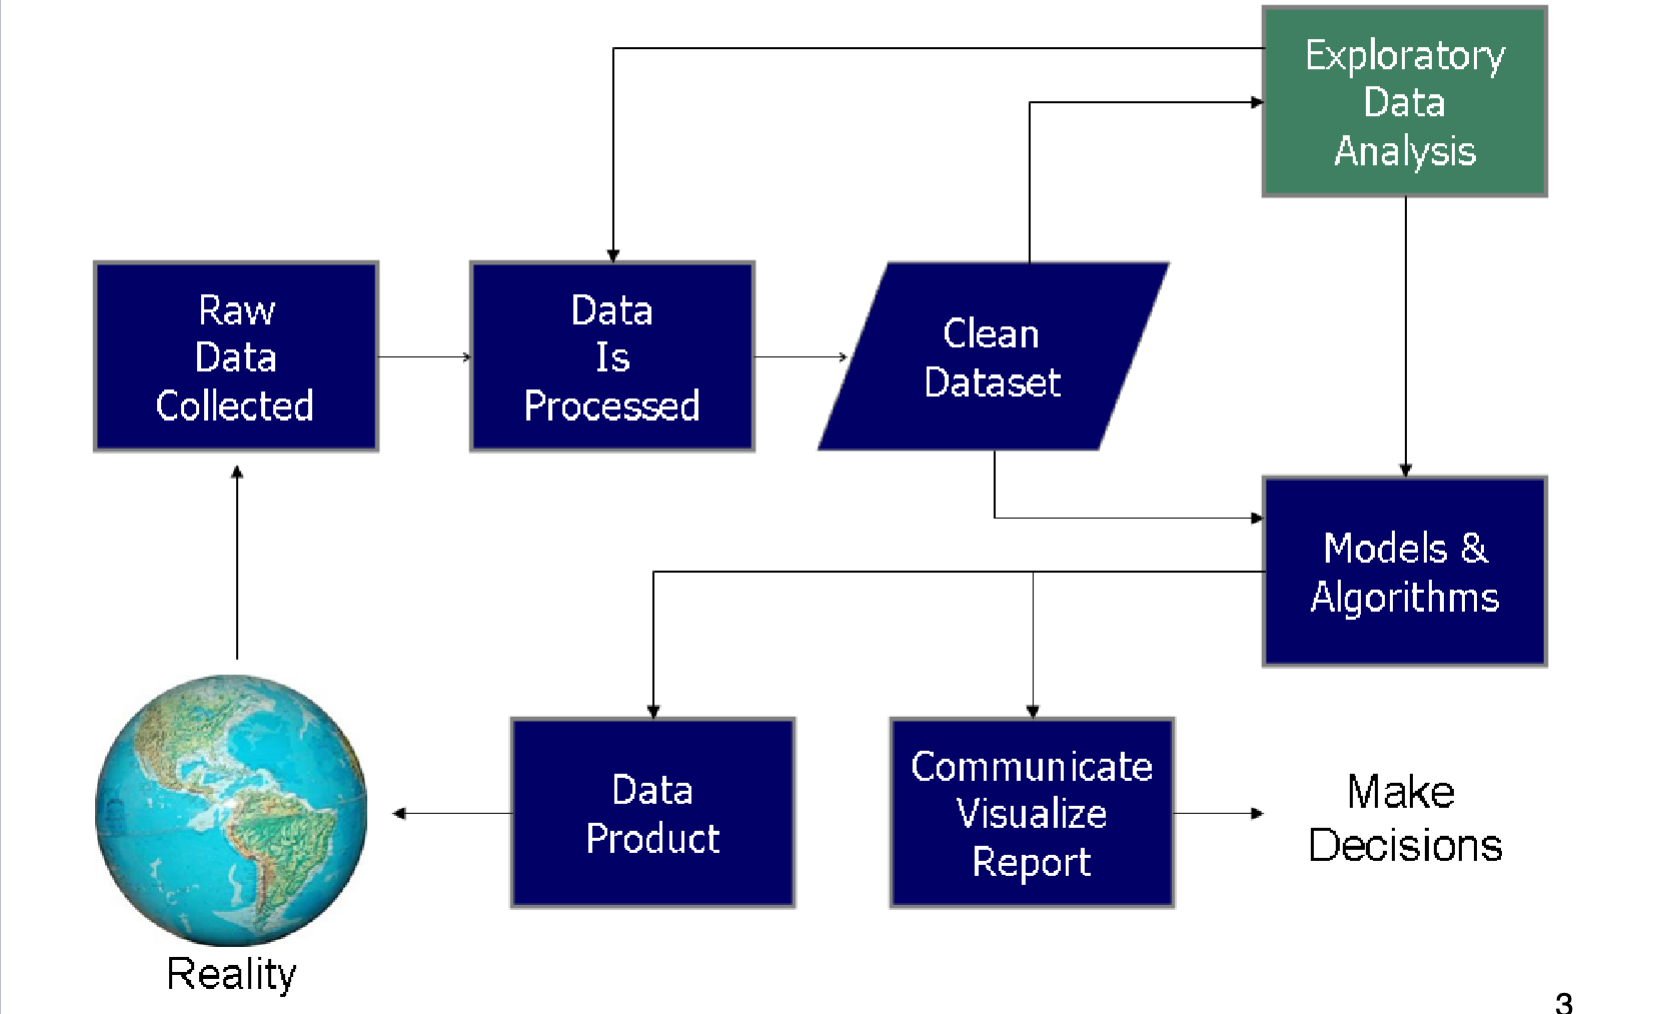 Exploratory
Data
Analysis
Raw
Data
Collected
Data
Is
Processed
Clean
Dataset
Models &
Algorithms
Data
Product
Communicate
Visualize
Report
Make
Decisions
Reality
3